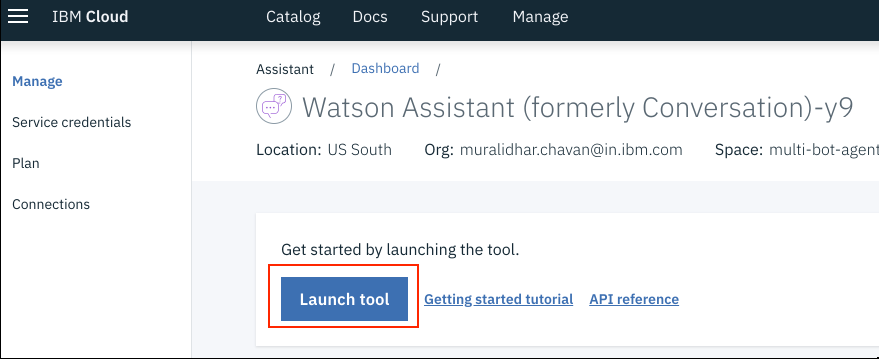 IBM Cloud Catalog Docs Support Manage
Assistant / Dashboard /
Manage
Watson Assistant (formerly Conversation)-y9
Service credentials
Location: US South Org: muralidhar.chavan@in.ibm.com Space: multi-bot-agent
Plan
Connections
Get started by launching the tool.
Launch tool Getting started tutorial API reference